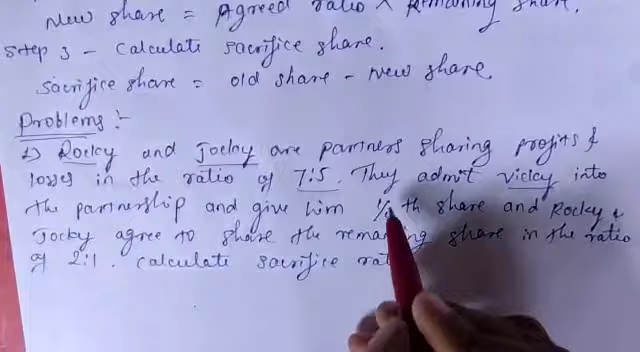 New share = Agreed ratio × Remaining share.
Step 3 - Calculate sacrifice share.
Sacrifice share = old share - New share.
Problems :-
1) Rocky and Jocky are partners sharing profits &
losses in the ratio of 7:5. They admit vicky into
the partnership and give him th share and Rocky &
Jocky agree to share the remaining share in the ratio
of 2:1. Calculate sacrifice